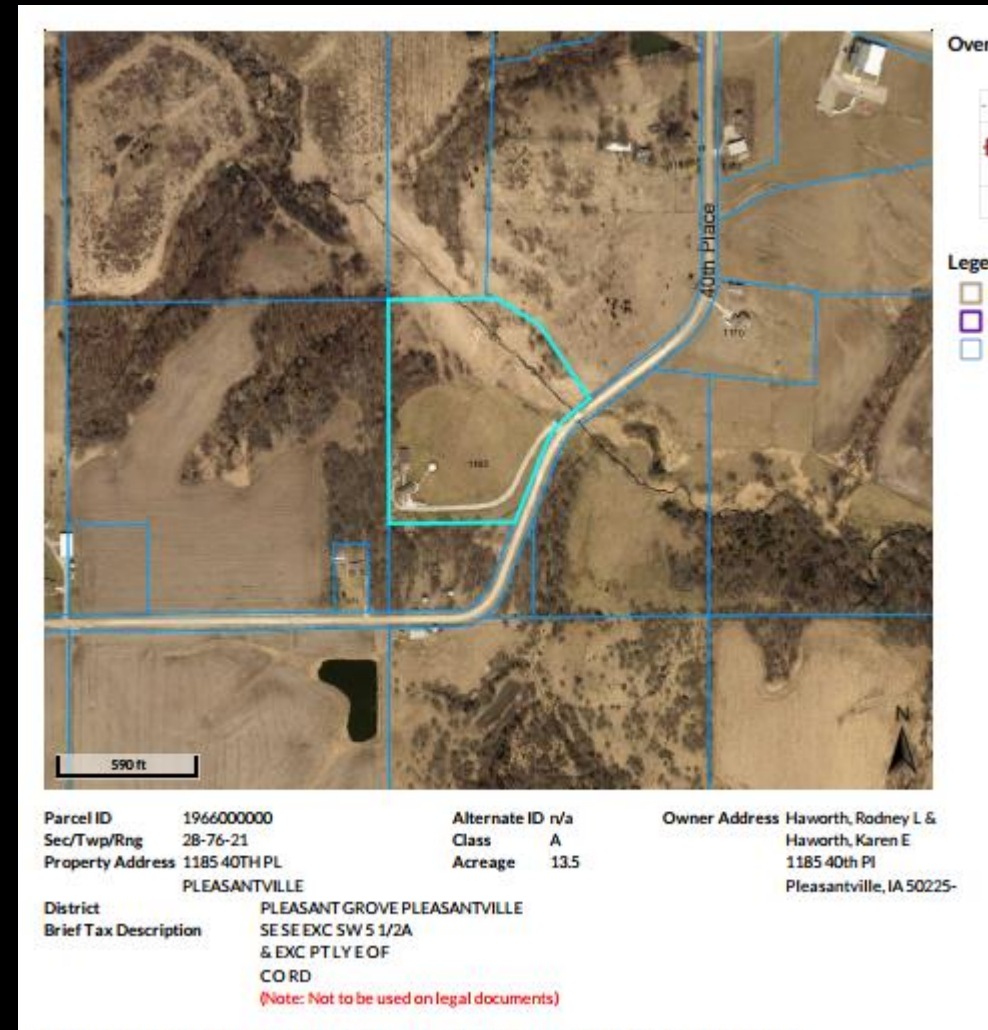 Over
40th Place
Lege
1170
N
590 ft
Parcel ID 1966000000
Sec/Twp/Rng 28-76-21
Property Address 1185 40TH PL
PLEASANTVILLE
Alternate ID n/a
Class A
Acreage 13.5
Owner Address Haworth, Rodney L &
Haworth, Karen E
1185 40th Pl
Pleasantville, IA 50225-
District PLEASANT GROVE PLEASANTVILLE
Brief Tax Description SE SE EXC SW 5 1/2A
& EXC PT LY E OF
CO RD
(Note: Not to be used on legal documents)